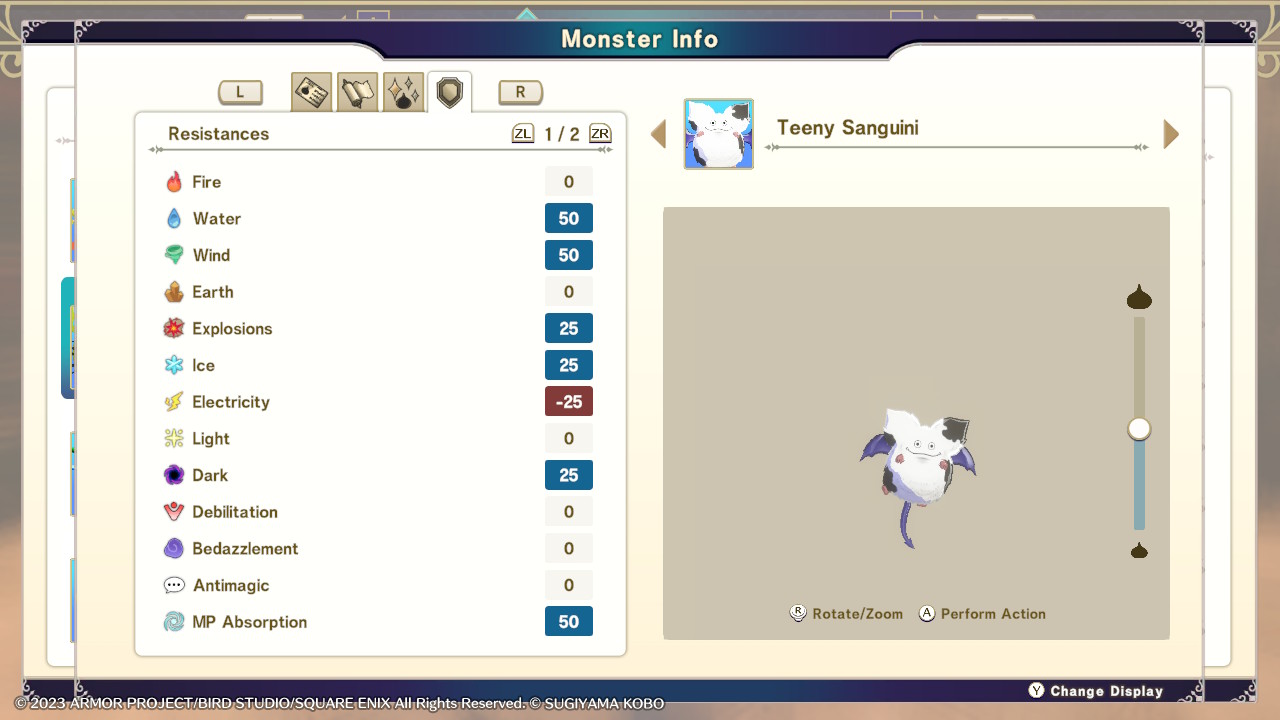 Monster Info
L
R
Resistances
ZL 1 / 2 ZR
Fire 0
Water 50
Wind 50
Earth 0
Explosions 25
Ice 25
Electricity -25
Light 0
Dark 25
Debilitation 0
Bedazzlement 0
Antimagic 0
MP Absorption 50
Teeny Sanguini
R Rotate/Zoom A Perform Action
Y Change Display
© 2023 ARMOR PROJECT/BIRD STUDIO/SQUARE ENIX All Rights Reserved. © SUGIYAMA KOBO